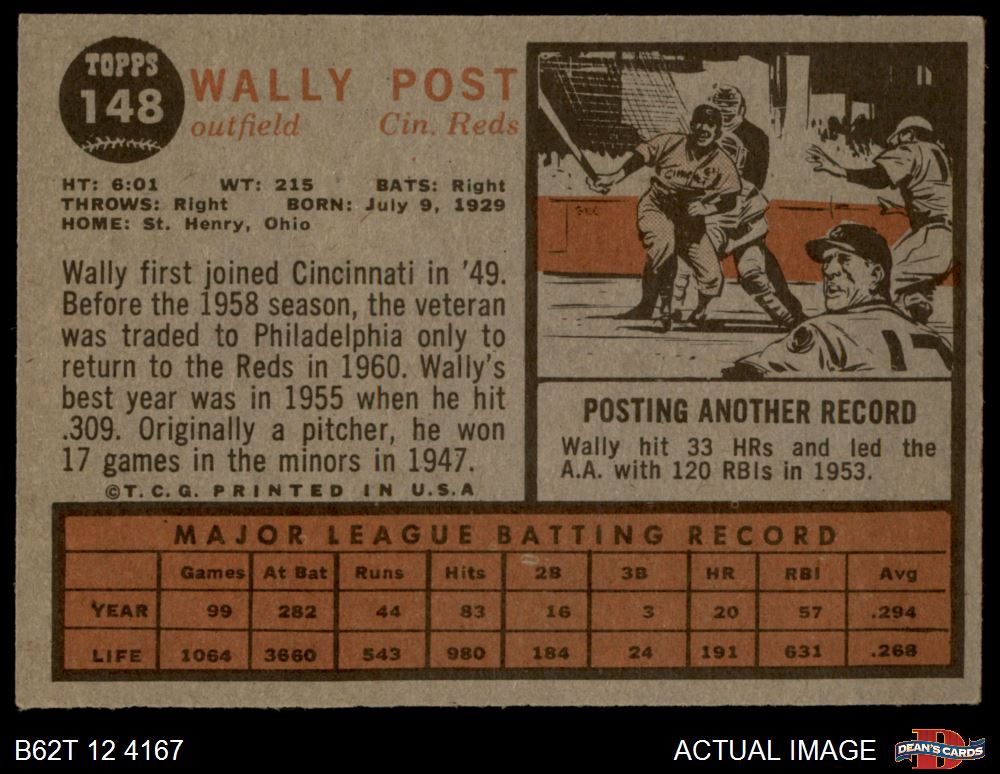 TOPPS
148
WALLY POST
outfield Cin. Reds
HT: 6:01 WT: 215 BATS: Right
THROWS: Right BORN: July 9, 1929
HOME: St. Henry, Ohio
Wally first joined Cincinnati in '49.
Before the 1958 season, the veteran
was traded to Philadelphia only to
return to the Reds in 1960. Wally's
best year was in 1955 when he hit
.309. Originally a pitcher, he won
17 games in the minors in 1947.
©T.C.G. PRINTED IN U.S.A
POSTING ANOTHER RECORD
Wally hit 33 HRs and led the
A.A. with 120 RBIs in 1953.
MAJOR LEAGUE BATTING RECORD
Games At Bat Runs Hits 2B 3B HR RBI Avg
YEAR 99 282 44 83 16 3 20 57 .294
LIFE 1064 3660 543 980 184 24 191 631 .268
B62T 12 4167
ACTUAL IMAGE
DEAN'S CARDS